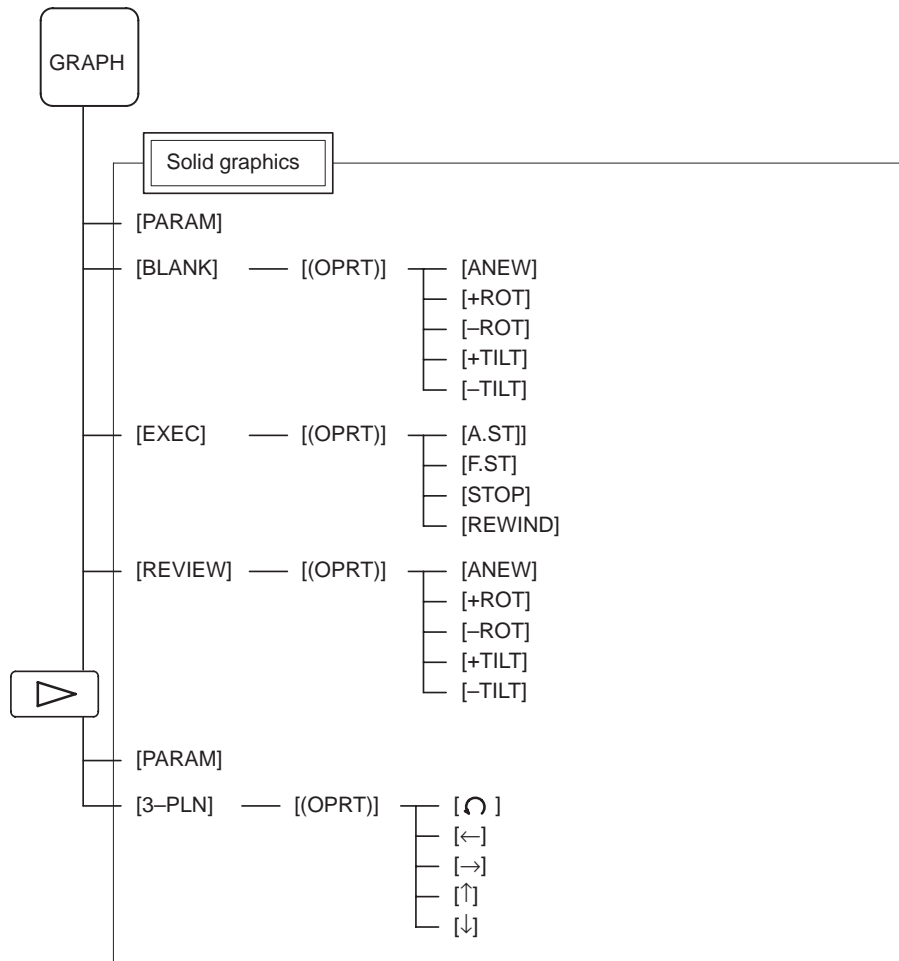 GRAPH
Solid graphics
[PARAM]
[BLANK] [(OPRT)] [ANEW]
[+ROT]
[–ROT]
[+TILT]
[–TILT]
[EXEC] [(OPRT)] [A.ST]]
[F.ST]
[STOP]
[REWIND]
[REVIEW] [(OPRT)] [ANEW]
[+ROT]
[–ROT]
[+TILT]
[–TILT]
[PARAM]
[3–PLN] [(OPRT)] [ ]
[←]
[→]
[↑]
[↓]